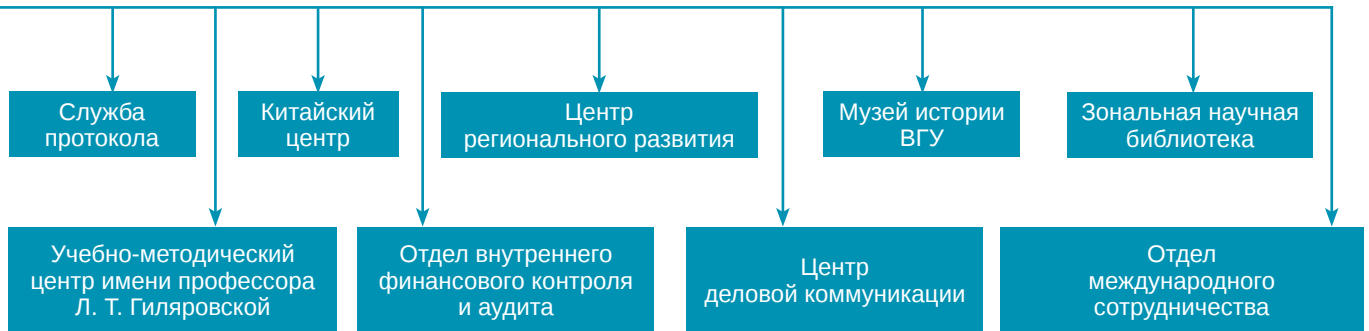 Служба
протокола
Китайский
центр
Центр
регионального развития
Музей истории
ВГУ
Зональная научная
библиотека
Учебно-методический
центр имени профессора
Л. Т. Гиляровской
Отдел внутреннего
финансового контроля
и аудита
Центр
деловой коммуникации
Отдел
международного
сотрудничества